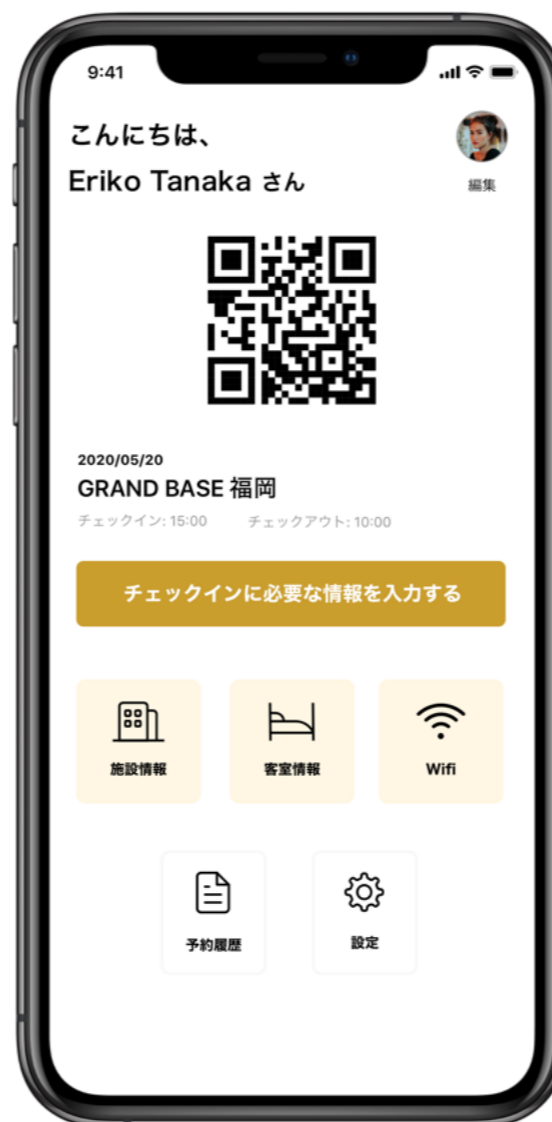 9:41
こんにちは、
Eriko Tanaka さん
編集
2020/05/20
GRAND BASE 福岡
チェックイン: 15:00 チェックアウト: 10:00
チェックインに必要な情報を入力する
施設情報 客室情報 Wifi
予約履歴 設定